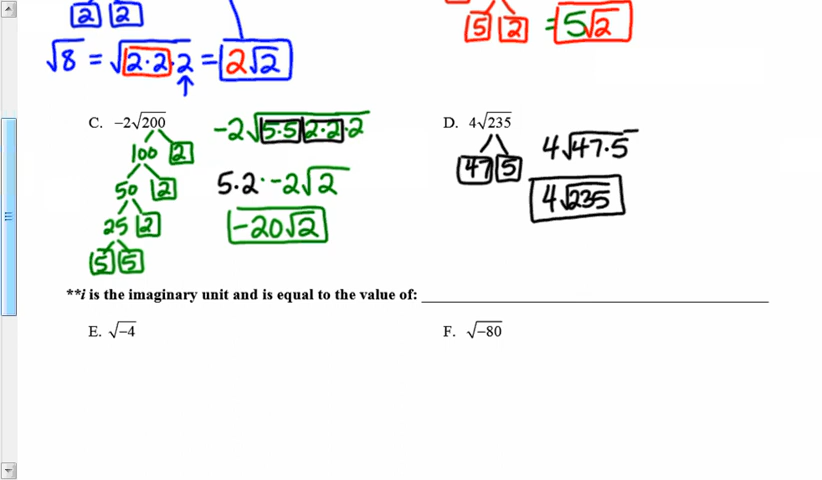 2 2
√8 = √2·2·2 = 2√2
5 2 = 5√2
C. −2√200
100 2
50 2
25 2
5 5
-2√5·5 2·2·2
5·2·-2√2
-20√2
D. 4√235
47 5
4√47·5
4√235
**i is the imaginary unit and is equal to the value of: ____________________
E. √−4
F. √−80